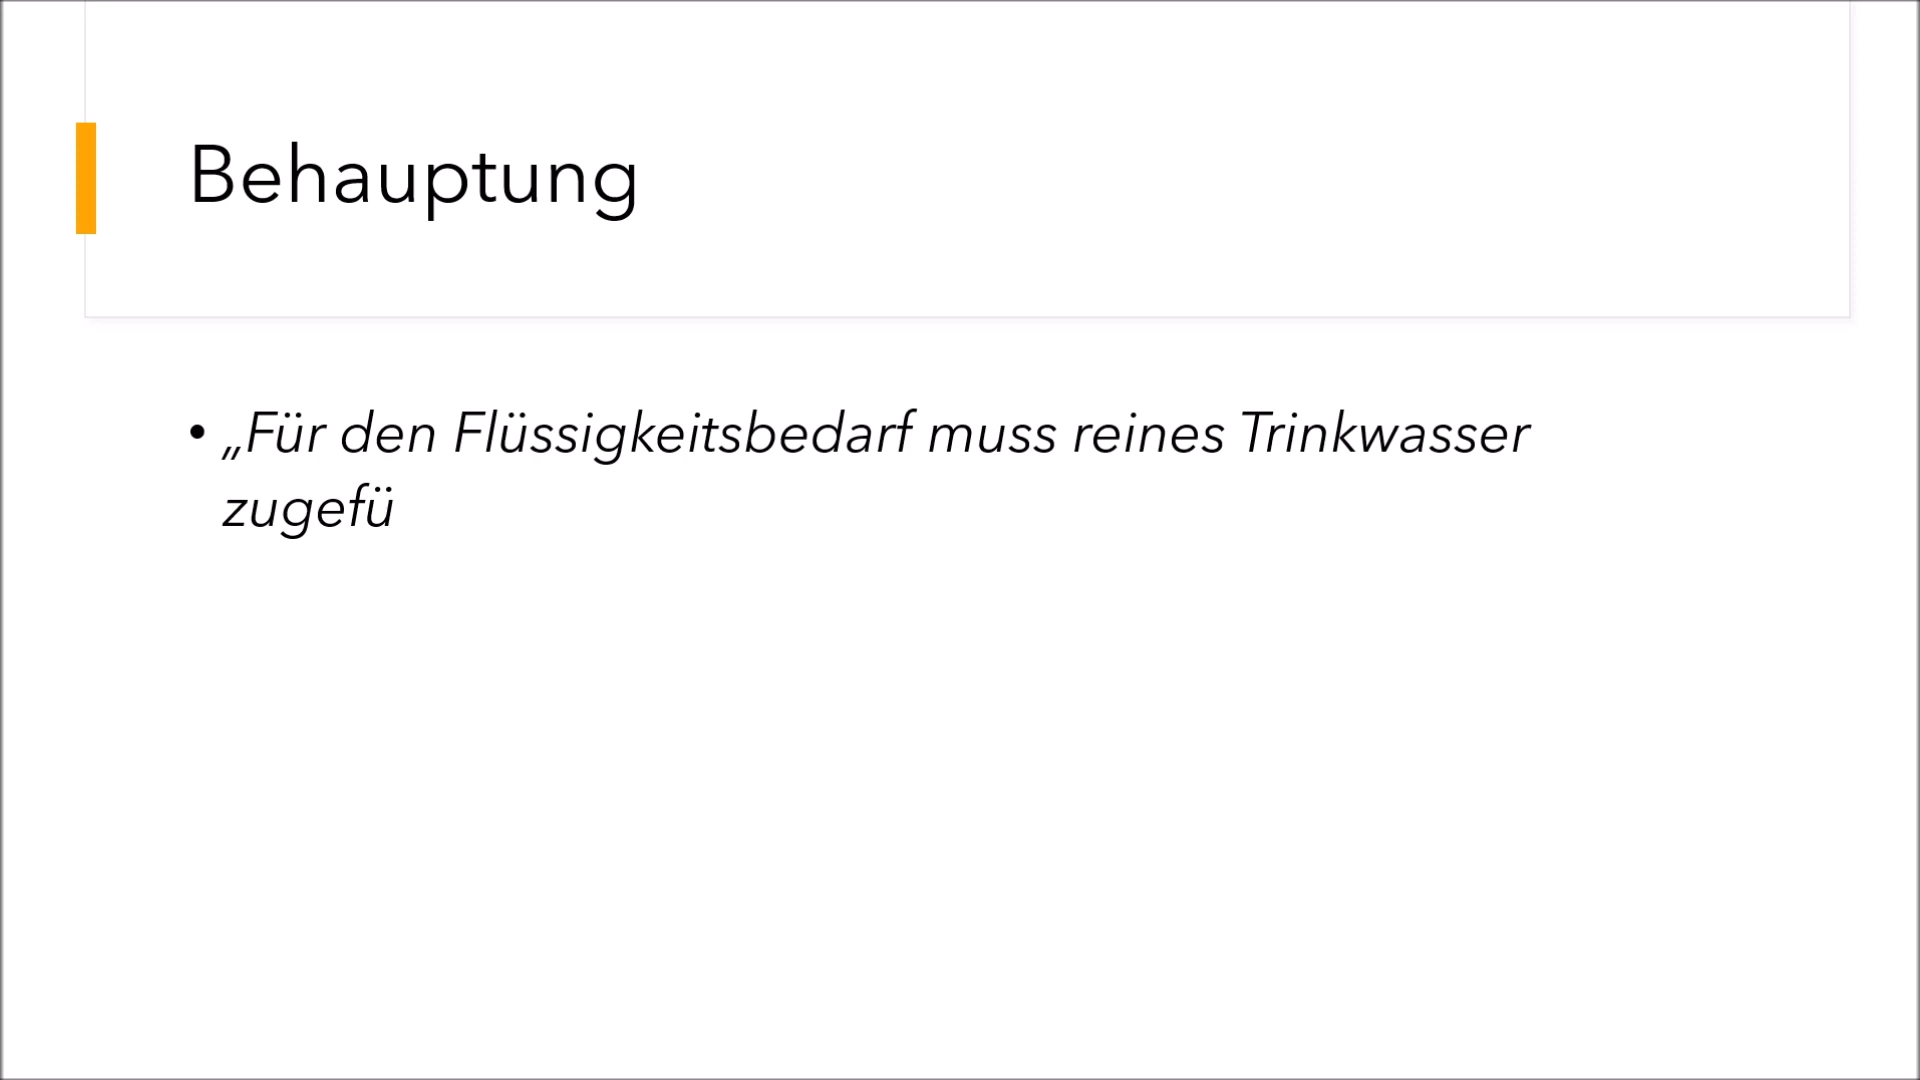 Behauptung
• „Für den Flüssigkeitsbedarf muss reines Trinkwasser
zugefü